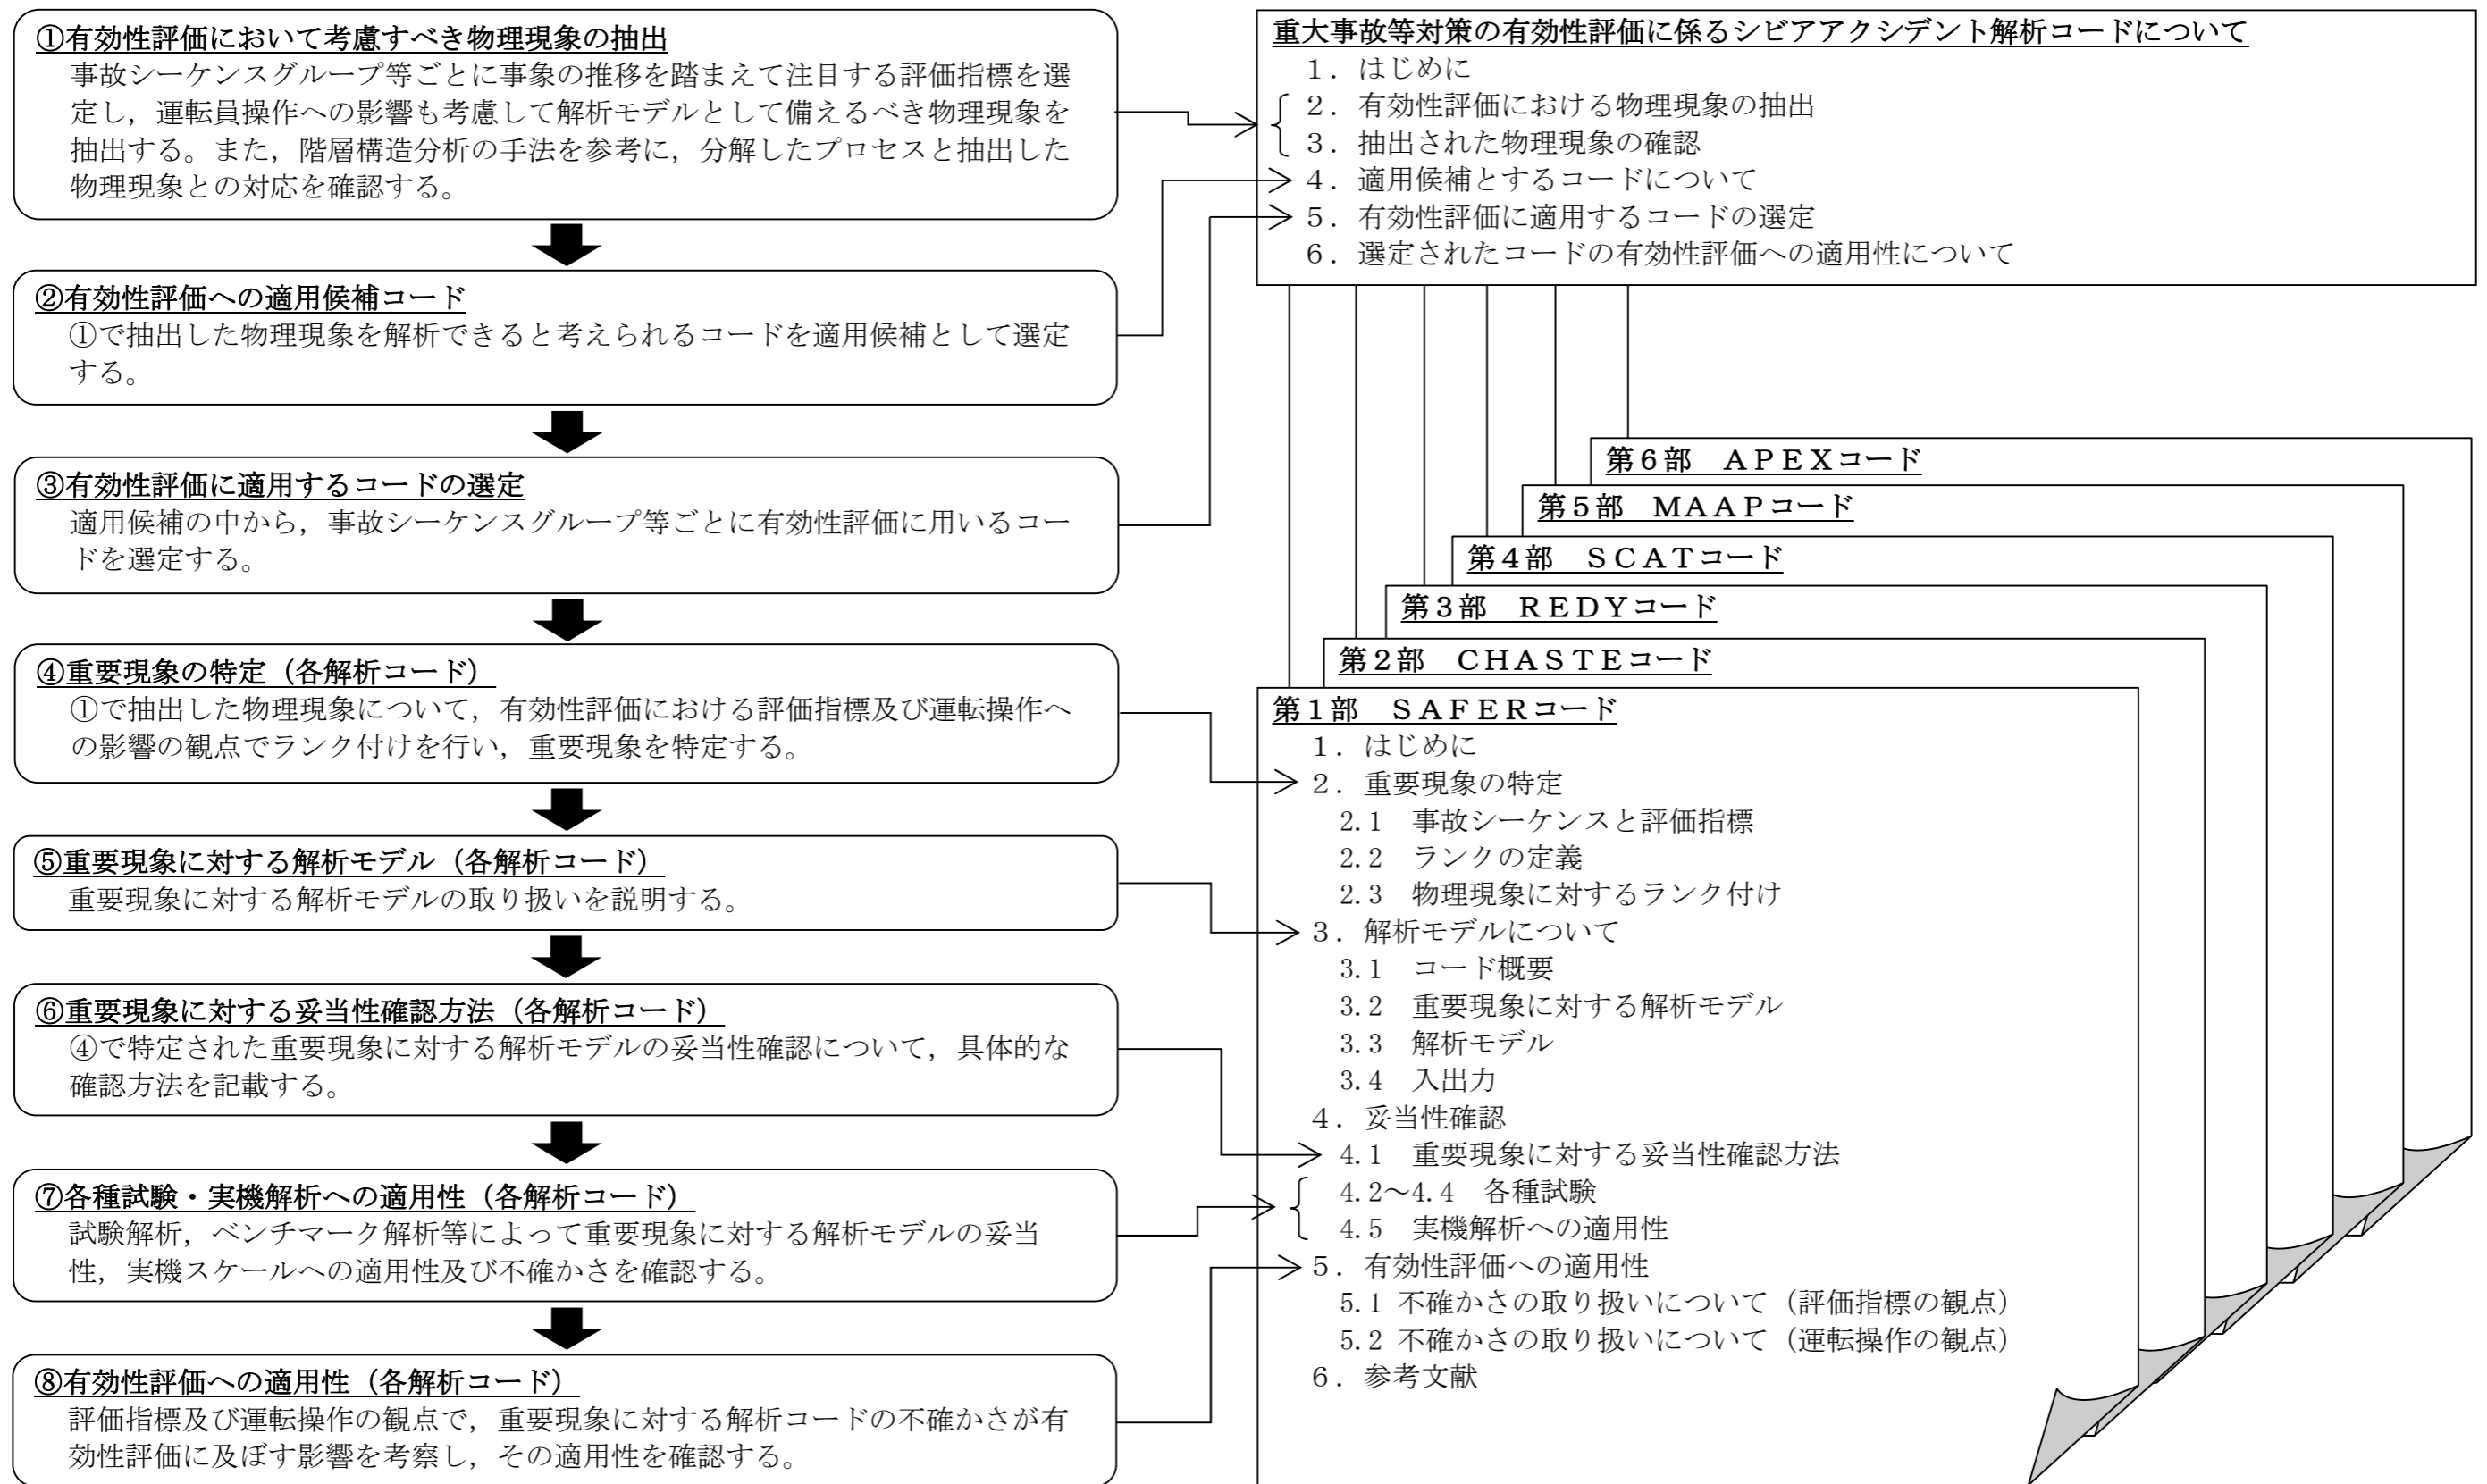 ①有効性評価において考慮すべき物理現象の抽出
事故シーケンスグループ等ごとに事象の推移を踏まえて注目する評価指標を選
定し，運転員操作への影響も考慮して解析モデルとして備えるべき物理現象を
抽出する。また，階層構造分析の手法を参考に，分解したプロセスと抽出した
物理現象との対応を確認する。
②有効性評価への適用候補コード
①で抽出した物理現象を解析できると考えられるコードを適用候補として選定
する。
③有効性評価に適用するコードの選定
適用候補の中から，事故シーケンスグループ等ごとに有効性評価に用いるコー
ドを選定する。
④重要現象の特定（各解析コード）
①で抽出した物理現象について，有効性評価における評価指標及び運転操作へ
の影響の観点でランク付けを行い，重要現象を特定する。
⑤重要現象に対する解析モデル（各解析コード）
重要現象に対する解析モデルの取り扱いを説明する。
⑥重要現象に対する妥当性確認方法（各解析コード）
④で特定された重要現象に対する解析モデルの妥当性確認について，具体的な
確認方法を記載する。
⑦各種試験・実機解析への適用性（各解析コード）
試験解析，ベンチマーク解析等によって重要現象に対する解析モデルの妥当
性，実機スケールへの適用性及び不確かさを確認する。
⑧有効性評価への適用性（各解析コード）
評価指標及び運転操作の観点で，重要現象に対する解析コードの不確かさが有
効性評価に及ぼす影響を考察し，その適用性を確認する。
重大事故等対策の有効性評価に係るシビアアクシデント解析コードについて
１．はじめに
２．有効性評価における物理現象の抽出
３．抽出された物理現象の確認
４．適用候補とするコードについて
５．有効性評価に適用するコードの選定
６．選定されたコードの有効性評価への適用性について
第６部　ＡＰＥＸコード
第５部　ＭＡＡＰコード
第４部　ＳＣＡＴコード
第３部　ＲＥＤＹコード
第２部　ＣＨＡＳＴＥコード
第１部　ＳＡＦＥＲコード
１．はじめに
２．重要現象の特定
2.1　事故シーケンスと評価指標
2.2　ランクの定義
2.3　物理現象に対するランク付け
３．解析モデルについて
3.1　コード概要
3.2　重要現象に対する解析モデル
3.3　解析モデル
3.4　入出力
４．妥当性確認
4.1　重要現象に対する妥当性確認方法
4.2～4.4　各種試験
4.5　実機解析への適用性
５．有効性評価への適用性
5.1 不確かさの取り扱いについて（評価指標の観点）
5.2 不確かさの取り扱いについて（運転操作の観点）
６．参考文献